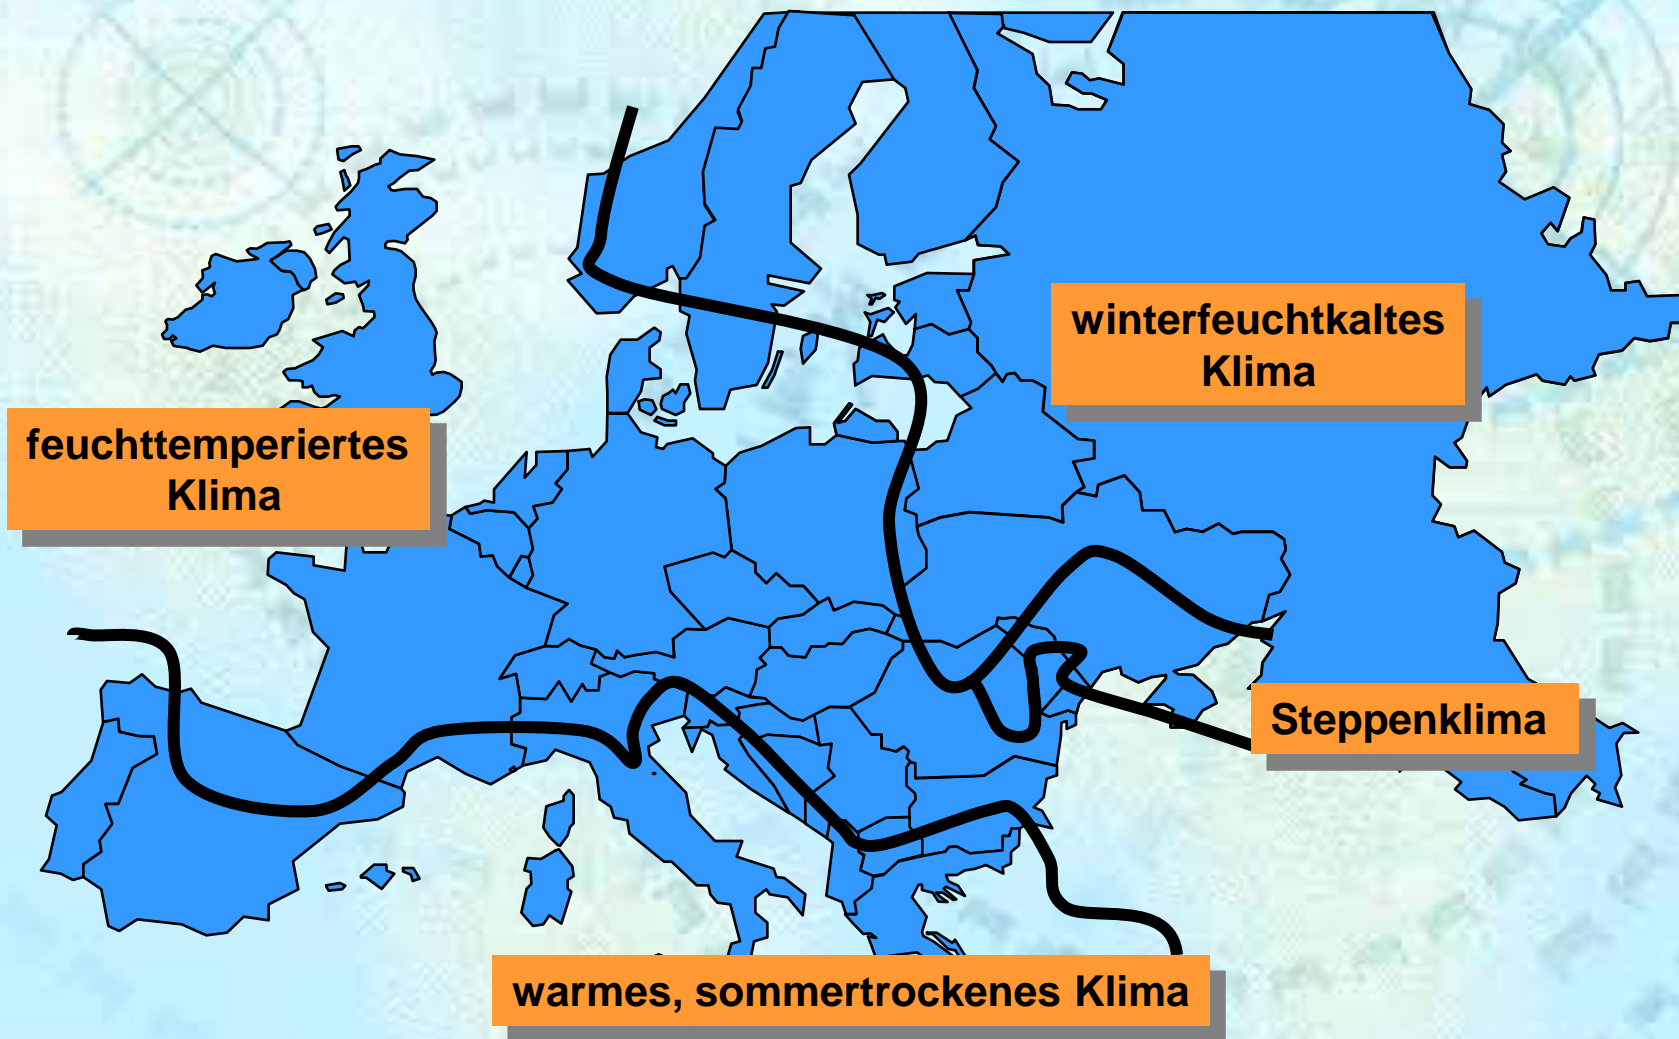 winterfeuchtkaltes
Klima
feuchttemperiertes
Klima
Steppenklima
warmes, sommertrockenes Klima